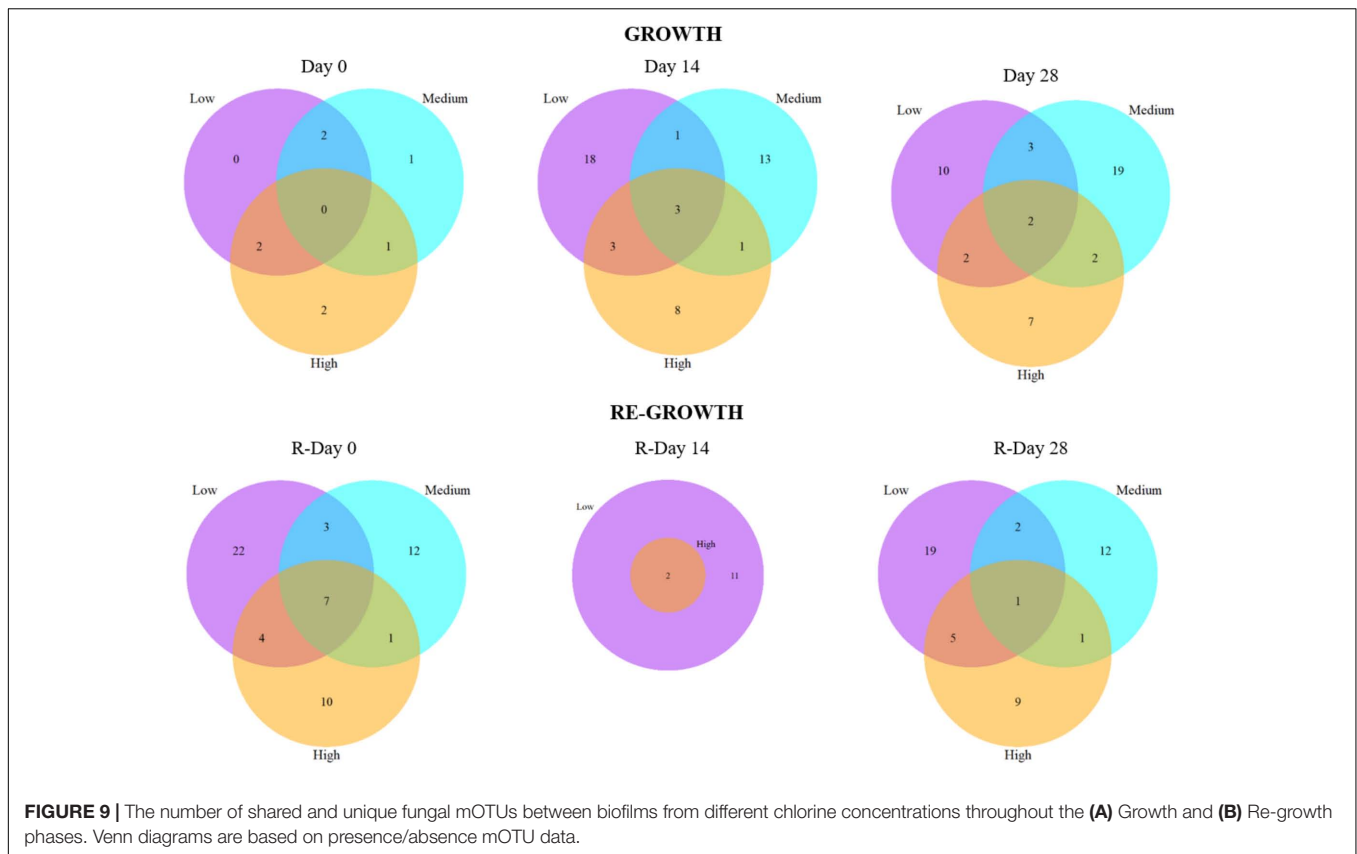 GROWTH
Day 0
Day 14
Day 28
Low
Medium
2
0
1
0
2
1
2
High
Low
Medium
1
18
13
3
3
1
8
High
Low
Medium
3
10
19
2
2
2
7
High
RE-GROWTH
R-Day 0
R-Day 14
R-Day 28
Low
Medium
3
22
12
7
4
1
10
High
Low
High
2
11
Low
Medium
2
19
12
1
5
1
9
High
FIGURE 9 | The number of shared and unique fungal mOTUs between biofilms from different chlorine concentrations throughout the (A) Growth and (B) Re-growth
phases. Venn diagrams are based on presence/absence mOTU data.